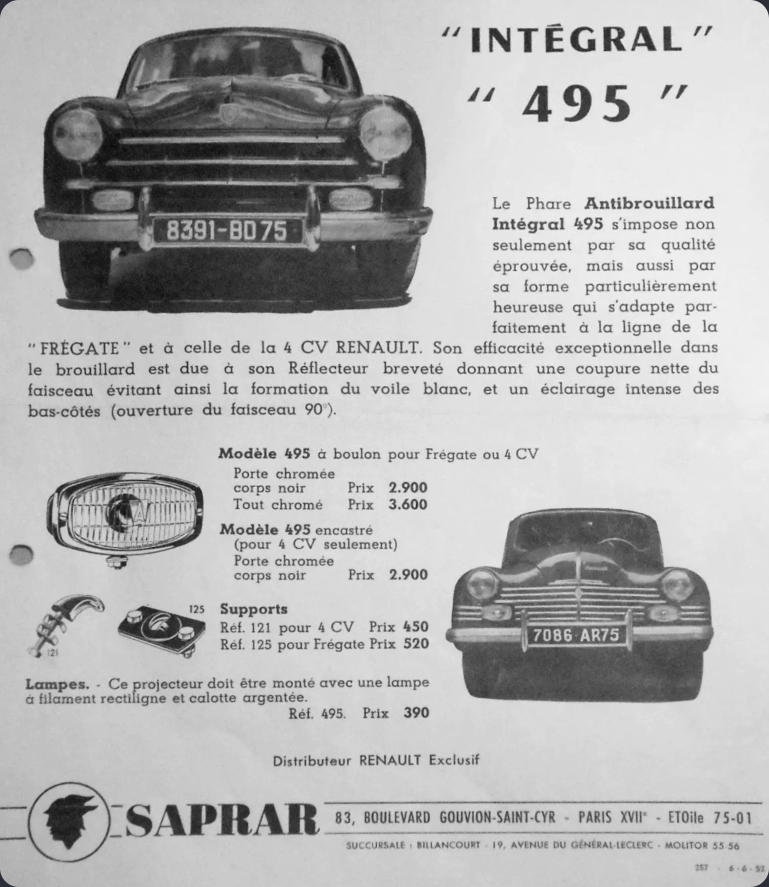 "INTÉGRAL"
"495"
8391-BD75
Le Phare Antibrouillard
Intégral 495 s'impose non
seulement par sa qualité
éprouvée, mais aussi par
sa forme particulièrement
heureuse qui s'adapte par-
faitement à la ligne de la
"FRÉGATE" et à celle de la 4 CV RENAULT. Son efficacité exceptionnelle dans
le brouillard est due à son Réflecteur breveté donnant une coupure nette du
faisceau évitant ainsi la formation du voile blanc, et un éclairage intense des
bas-côtés (ouverture du faisceau 90°).
Modèle 495 à boulon pour Frégate ou 4 CV
Porte chromée
corps noir Prix 2.900
Tout chromé Prix 3.600
Modèle 495 encastré
(pour 4 CV seulement)
Porte chromée
corps noir Prix 2.900
125
121
Supports
Réf. 121 pour 4 CV Prix 450
Réf. 125 pour Frégate Prix 520
7086 AR75
Lampes. - Ce projecteur doit être monté avec une lampe
à filament rectiligne et calotte argentée.
Réf. 495. Prix 390
Distributeur RENAULT Exclusif
SAPRAR
83, BOULEVARD GOUVION-SAINT-CYR - PARIS XVIIe - ETOile 75-01
SUCCURSALE : BILLANCOURT - 19, AVENUE DU GÉNÉRAL-LECLERC - MOLITOR 55-56
257 - 6-6-52